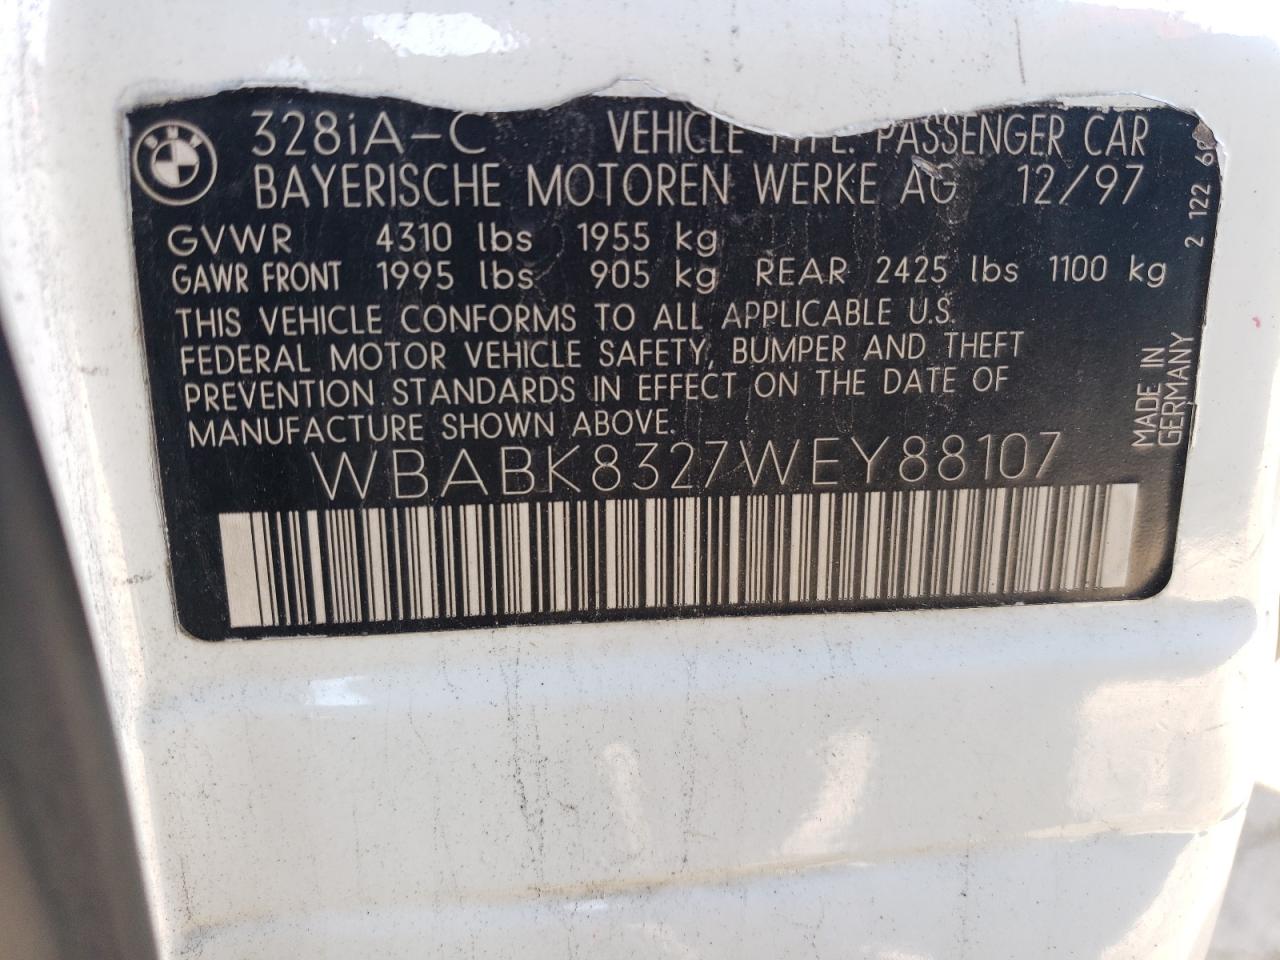 328iA-C VEHICLE TYPE: PASSENGER CAR
BAYERISCHE MOTOREN WERKE AG 12/97
GVWR 4310 lbs 1955 kg
GAWR FRONT 1995 lbs 905 kg REAR 2425 lbs 1100 kg
THIS VEHICLE CONFORMS TO ALL APPLICABLE U.S.
FEDERAL MOTOR VEHICLE SAFETY, BUMPER AND THEFT
PREVENTION STANDARDS IN EFFECT ON THE DATE OF
MANUFACTURE SHOWN ABOVE.
WBABK8327WEY88107
MADE IN
GERMANY
2 122